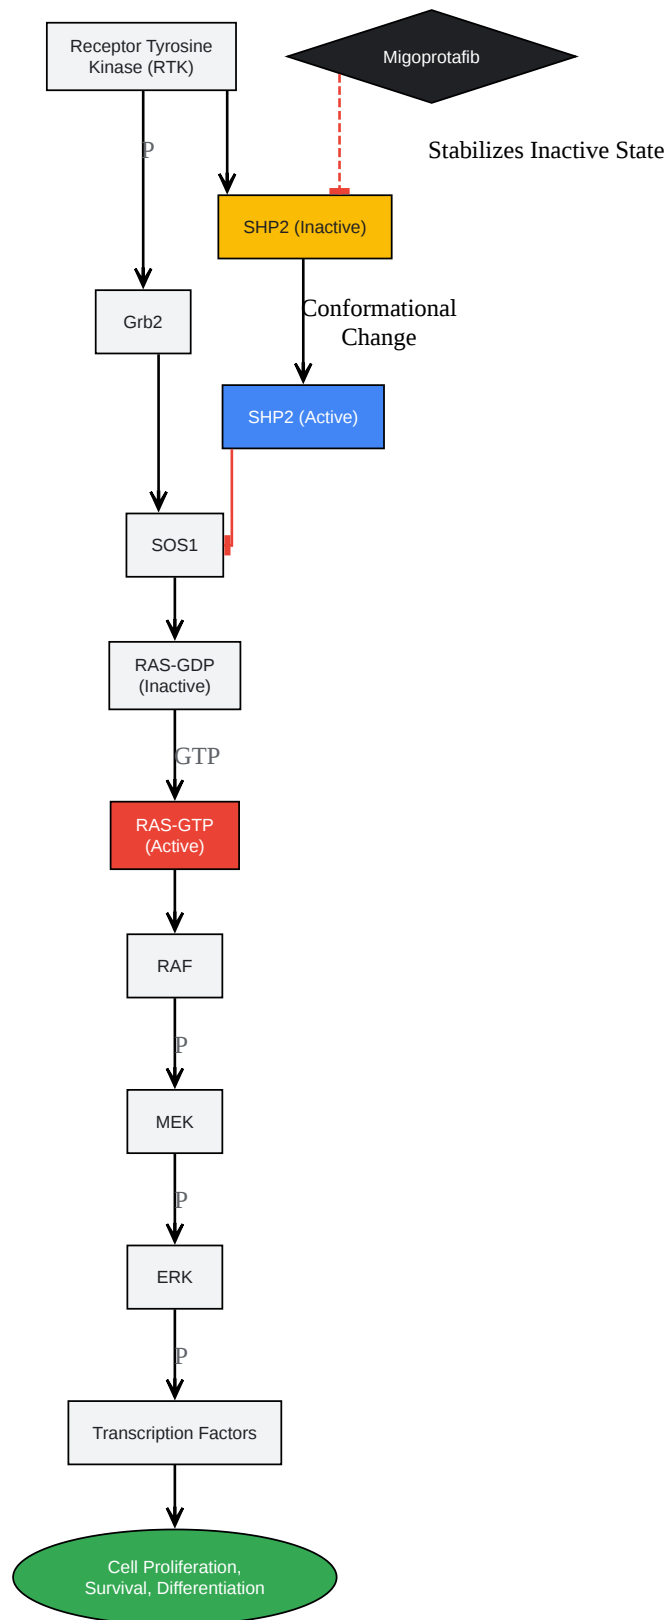 Receptor Tyrosine
Kinase (RTK)
Migoprotafib
P
Stabilizes Inactive State
SHP2 (Inactive)
Grb2
Conformational
Change
SHP2 (Active)
SOS1
RAS-GDP
(Inactive)
GTP
RAS-GTP
(Active)
RAF
P
MEK
P
ERK
P
Transcription Factors
Cell Proliferation,
Survival, Differentiation